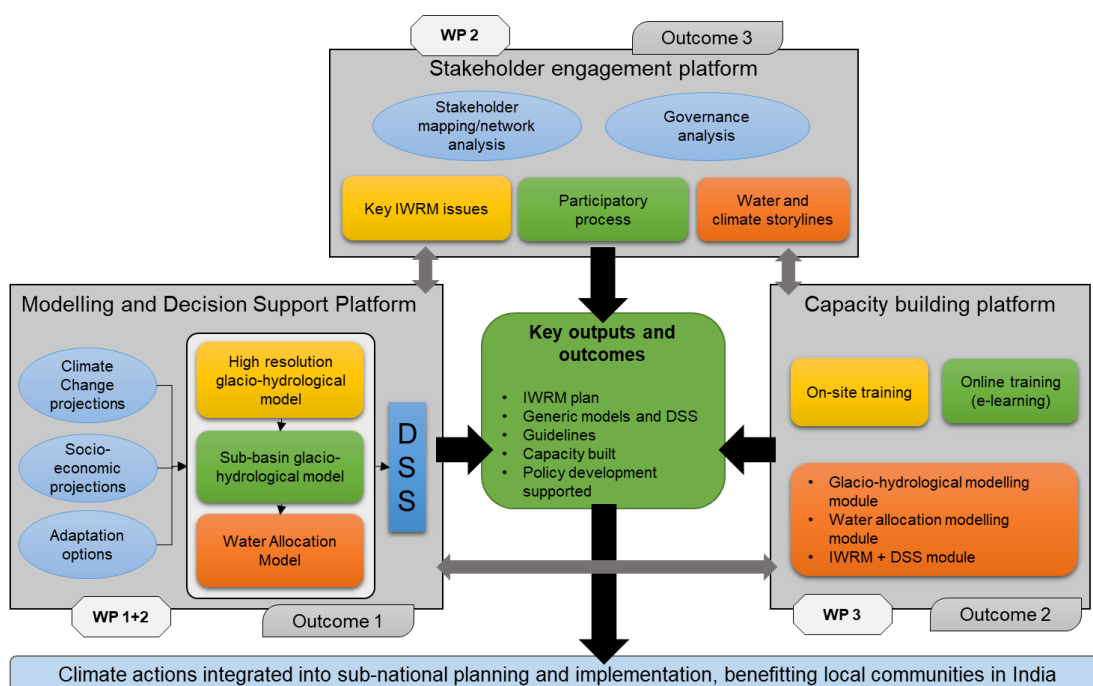 WP 2
Outcome 3
Stakeholder engagement platform
Stakeholder
mapping/network
analysis
Governance
analysis
Key IWRM issues
Participatory
process
Water and
climate storylines
Modelling and Decision Support Platform
Climate
Change
projections
Socio-
economic
projections
Adaptation
options
High resolution
glacio-hydrological
model
Sub-basin glacio-
hydrological model
Water Allocation
Model
D
S
S
WP 1+2
Outcome 1
Key outputs and
outcomes
• IWRM plan
• Generic models and DSS
• Guidelines
• Capacity built
• Policy development
supported
Capacity building platform
On-site training
Online training
(e-learning)
• Glacio-hydrological modelling
module
• Water allocation modelling
module
• IWRM + DSS module
WP 3
Outcome 2
Climate actions integrated into sub-national planning and implementation, benefitting local communities in India